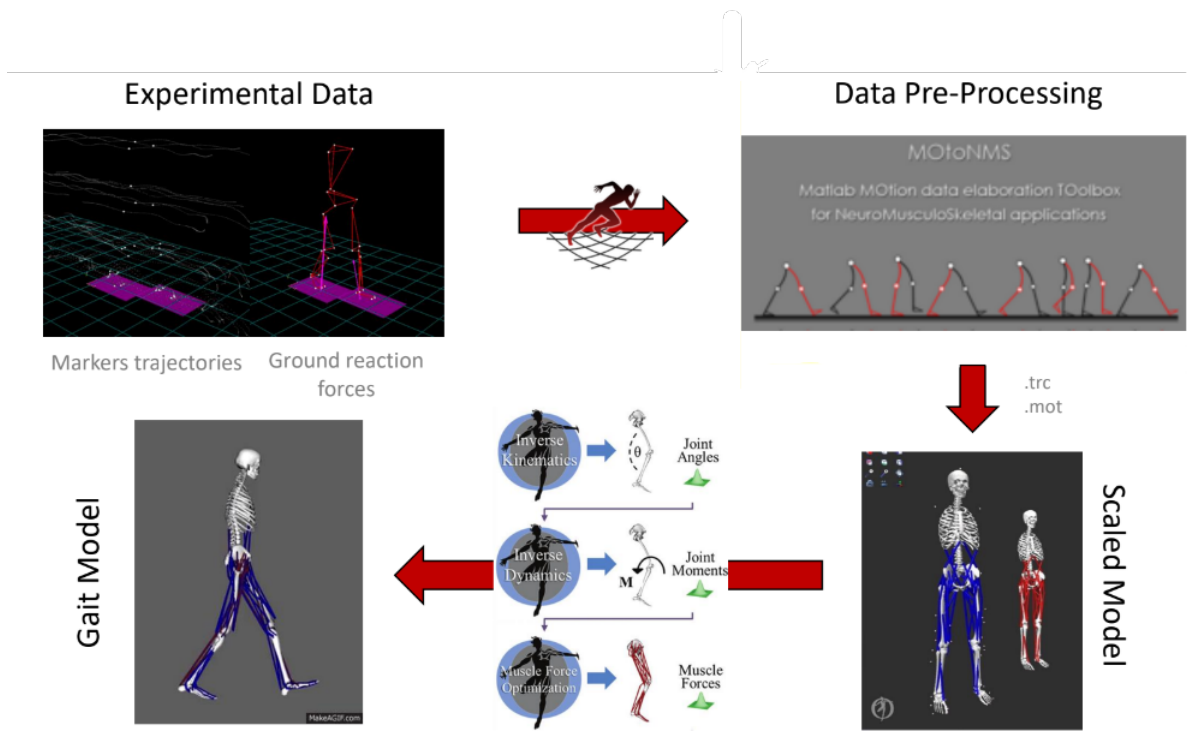 Experimental Data
Data Pre-Processing
MOtoNMS
Matlab MOtion data elaboration TOolbox
for NeuroMusculoSkeletal applications
Markers trajectories
Ground reaction
forces
.trc
.mot
Inverse
Kinematics
θ
Joint
Angles
Inverse
Dynamics
M
Joint
Moments
Muscle Force
Optimization
Muscle
Forces
Gait Model
MakeAGIF.com
Scaled Model